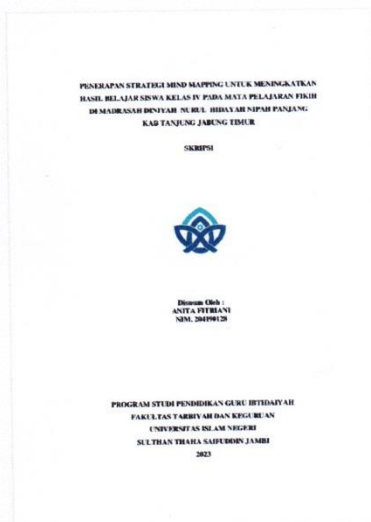 PENERAPAN STRATEGI MIND MAPPING UNTUK MENINGKATKAN
HASIL BELAJAR SISWA KELAS IV PADA MATA PELAJARAN FIKIH
DI MADRASAH DINIYAH NURUL HIDAYAH NIPAH PANJANG
KAB TANJUNG JABUNG TIMUR
SKRIPSI
Disusun Oleh :
ANITA FITRIANI
NIM. 204190128
PROGRAM STUDI PENDIDIKAN GURU IBTIDAIYAH
FAKULTAS TARBIYAH DAN KEGURUAN
UNIVERSITAS ISLAM NEGERI
SULTHAN THAHA SAIFUDDIN JAMBI
2023